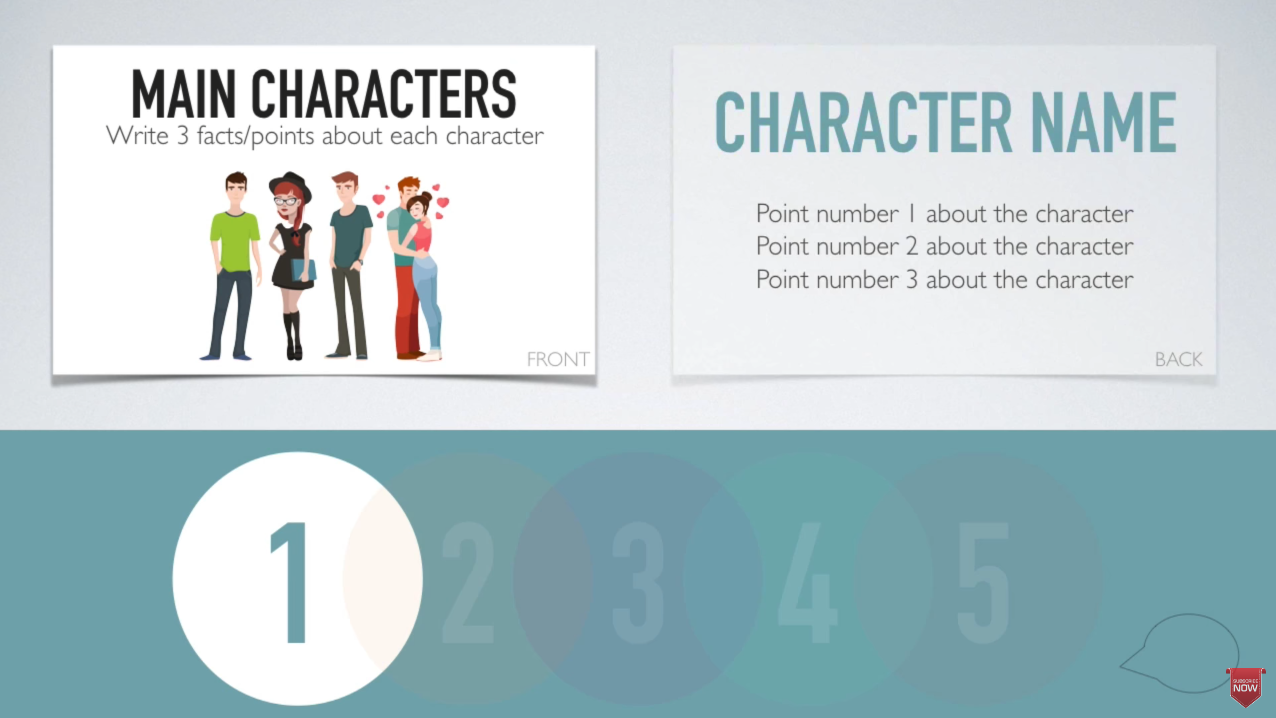 MAIN CHARACTERS
Write 3 facts/points about each character
FRONT
CHARACTER NAME
Point number 1 about the character
Point number 2 about the character
Point number 3 about the character
BACK
1 2 3 4 5
SUBSCRIBE
NOW